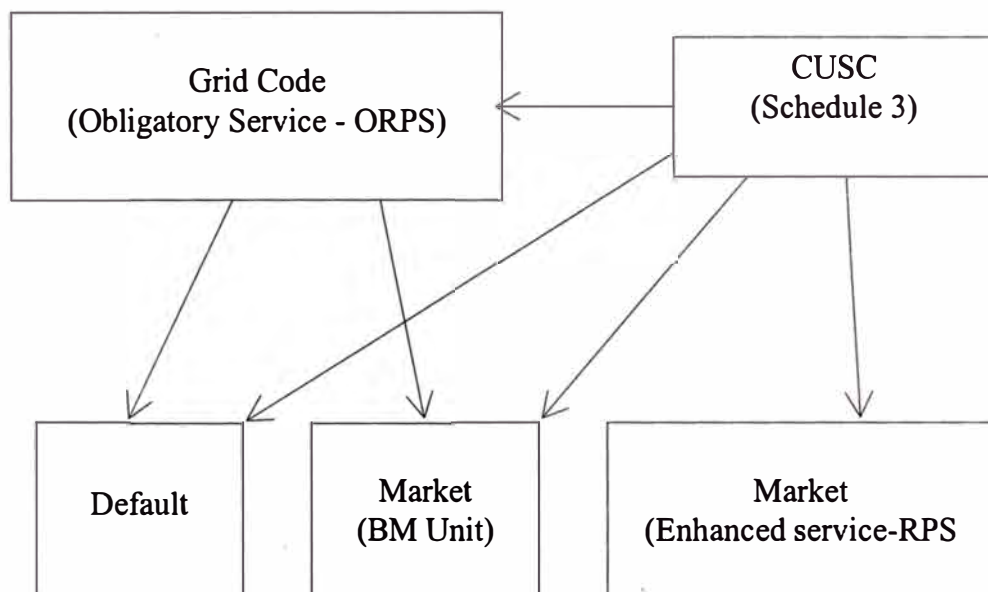 Grid Code
(Obligatory Service - ORPS)
CUSC
(Schedule 3)
Default
Market
(BM Unit)
Market
(Enhanced service-RPS